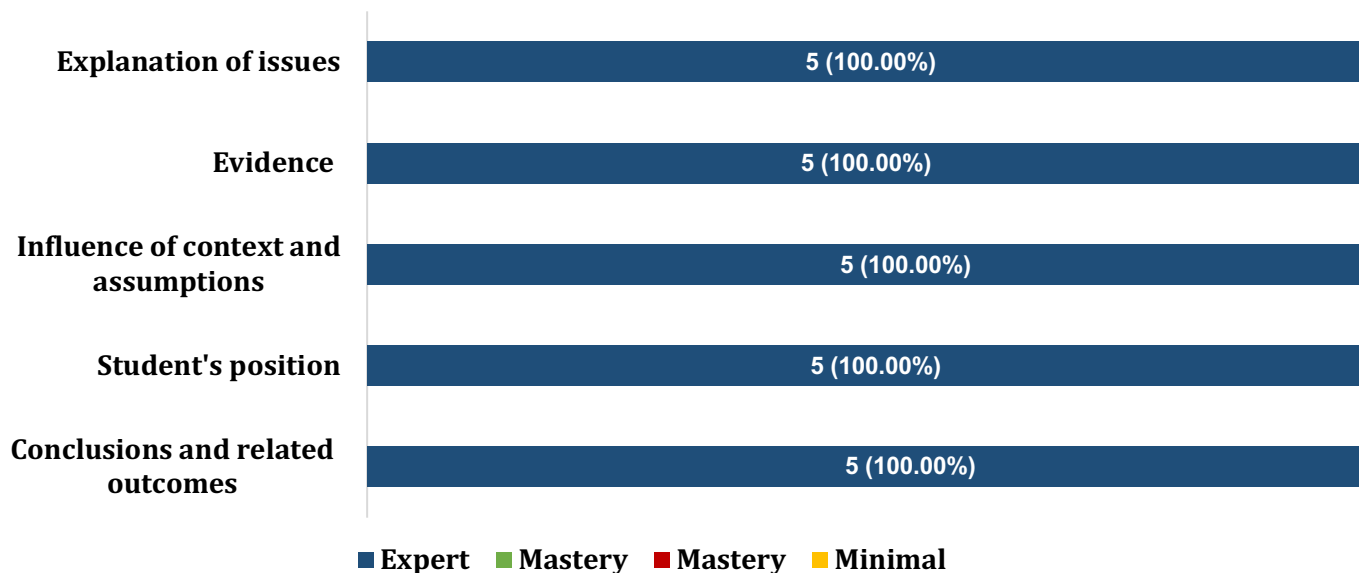 Explanation of issues
5 (100.00%)
Evidence
5 (100.00%)
Influence of context and
assumptions
5 (100.00%)
Student's position
5 (100.00%)
Conclusions and related
outcomes
5 (100.00%)
Expert Mastery Mastery Minimal